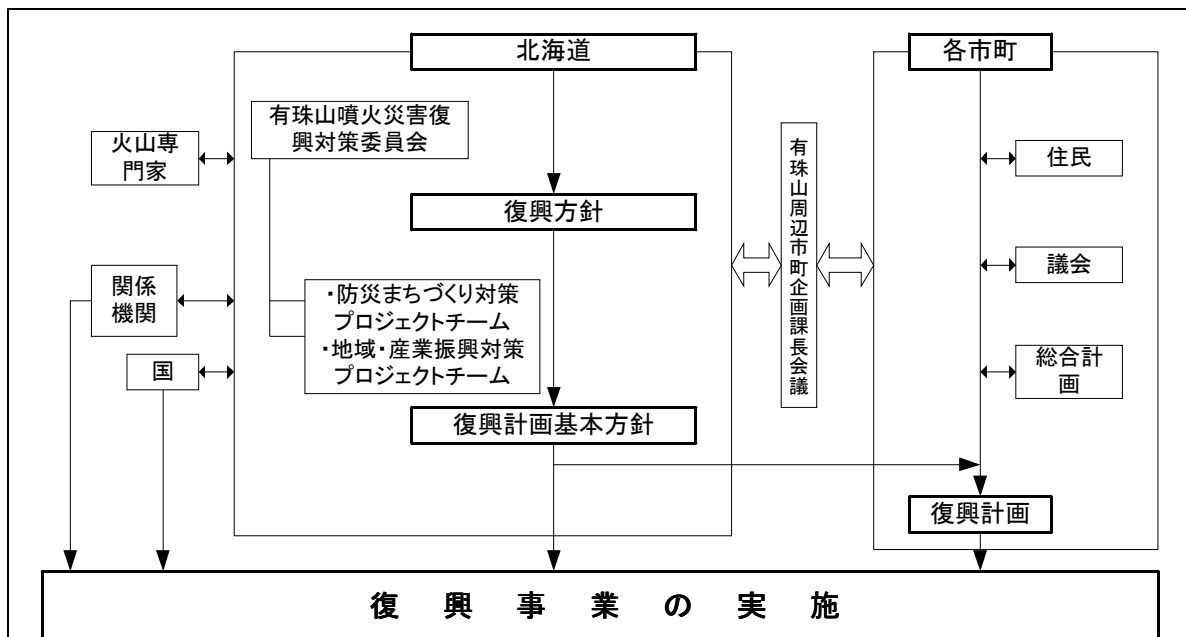 北海道
各市町
有珠山噴火災害復
興対策委員会
火山専
門家
有珠山周辺市町企画課長会議
住民
復興方針
議会
関係
機関
・防災まちづくり対策
プロジェクトチーム
・地域・産業振興対策
プロジェクトチーム
国
総合計
画
復興計画基本方針
復興計画
復興事業の実施